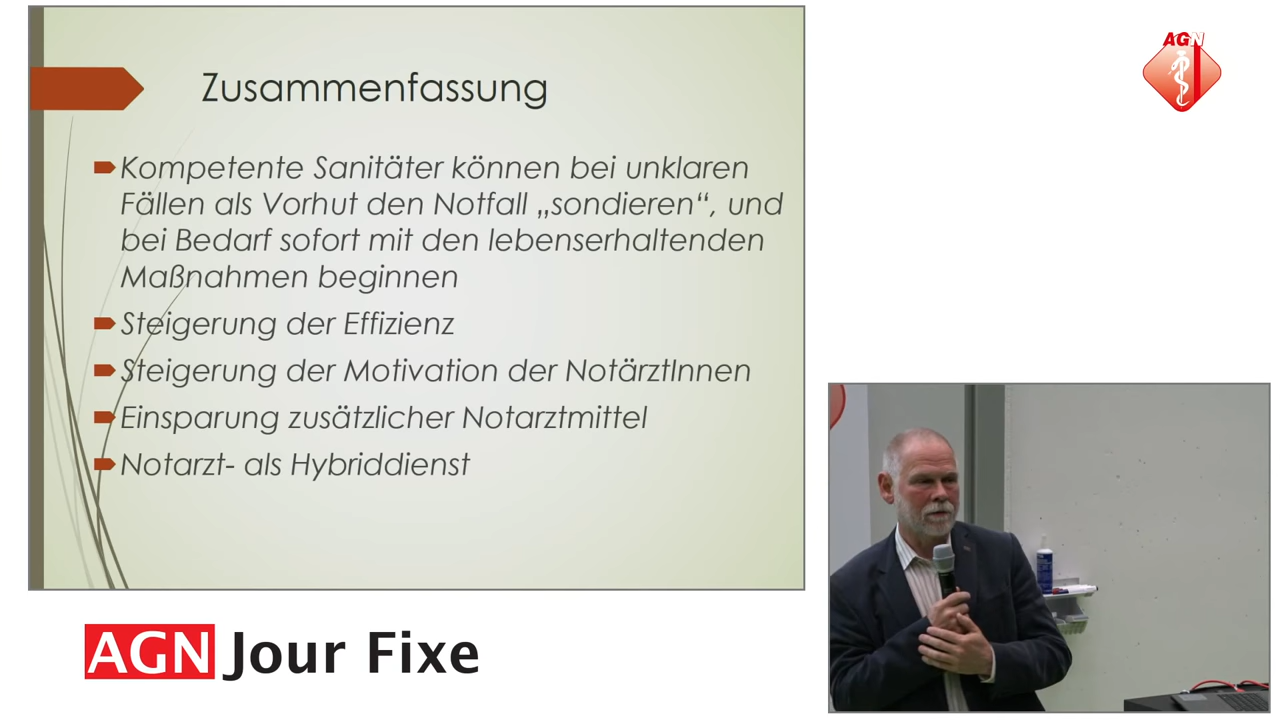 Zusammenfassung
Kompetente Sanitäter können bei unklaren
Fällen als Vorhut den Notfall „sondieren“, und
bei Bedarf sofort mit den lebenserhaltenden
Maßnahmen beginnen
Steigerung der Effizienz
Steigerung der Motivation der NotärztInnen
Einsparung zusätzlicher Notarztmittel
Notarzt- als Hybriddienst
AGN
AGN Jour Fixe